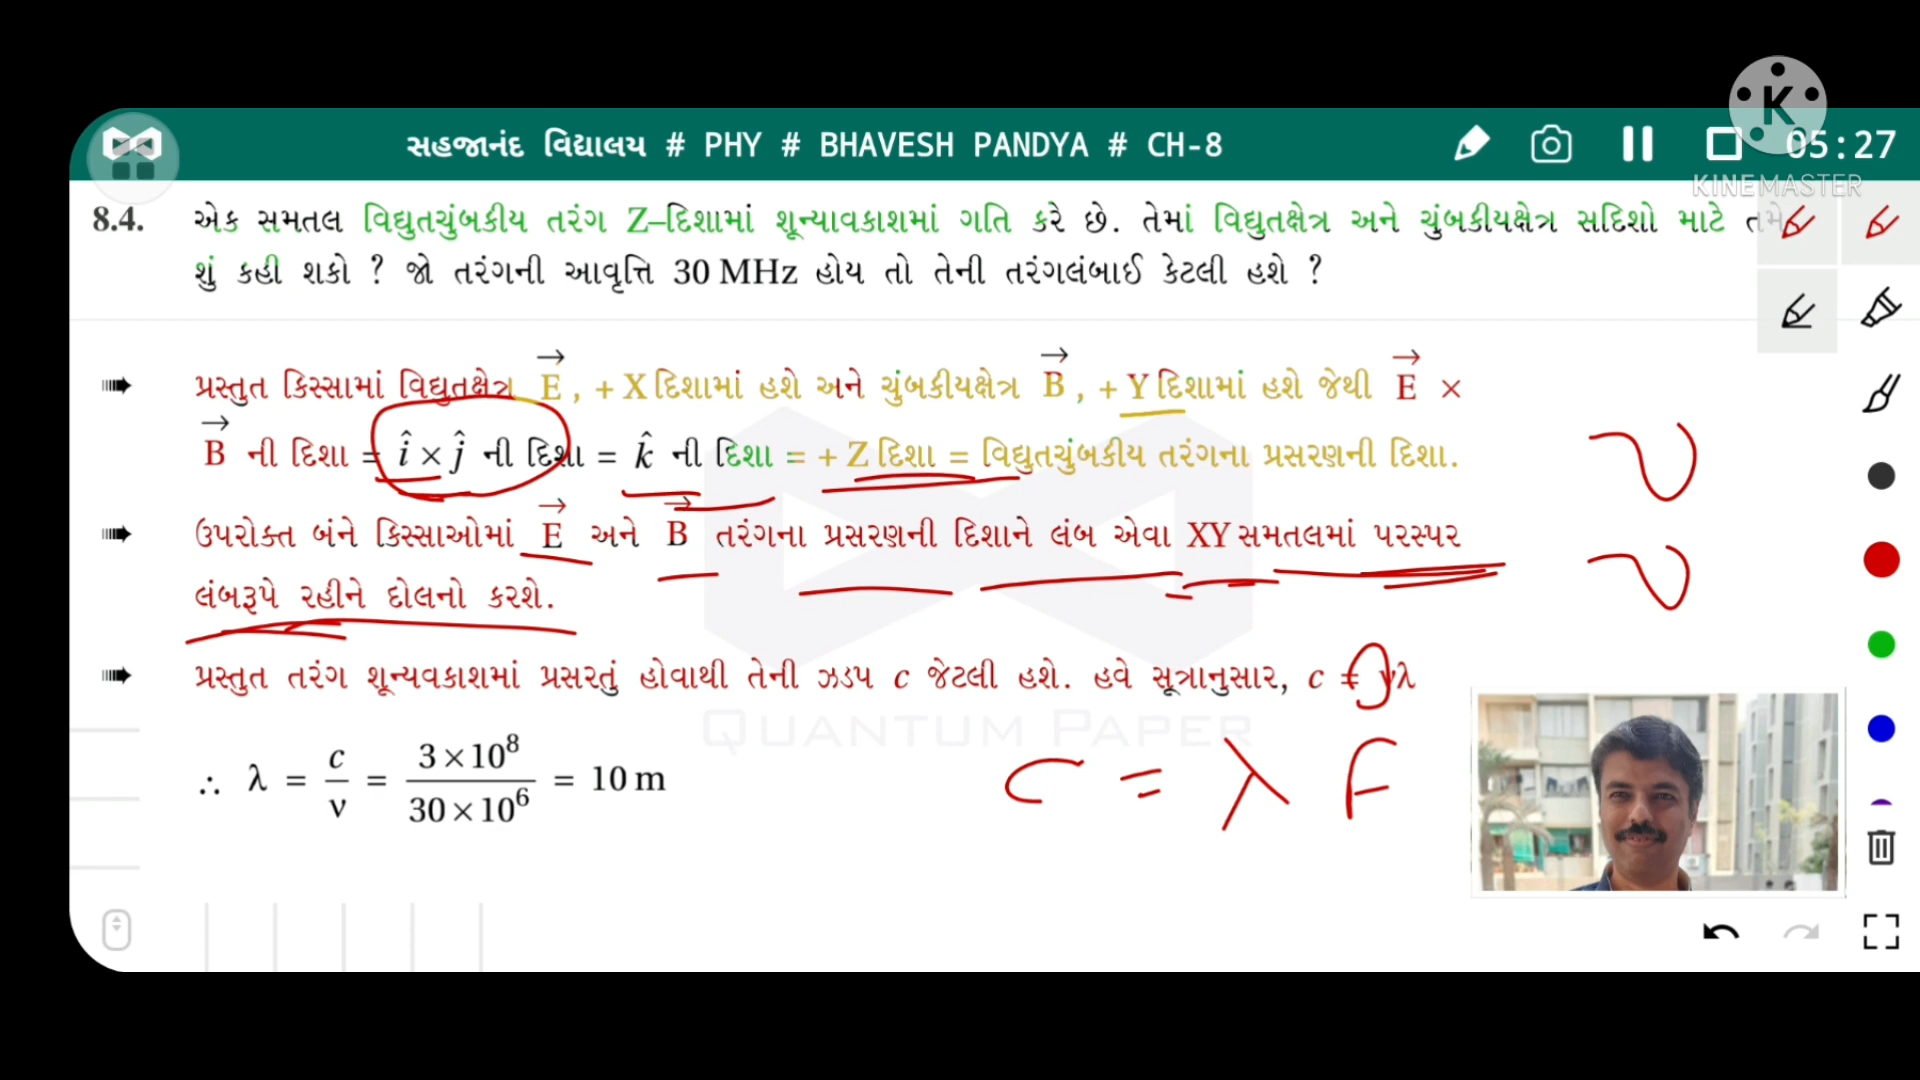 સહજાનંદ વિદ્યાલય # PHY # BHAVESH PANDYA # CH-8
05:27
K
KINEMASTER
8.4. એક સમતલ વિદ્યુતચુંબકીય તરંગ Z–દિશામાં શૂન્યાવકાશમાં ગતિ કરે છે. તેમાં વિદ્યુતક્ષેત્ર અને ચુંબકીયક્ષેત્ર સદિશો માટે તમે
શું કહી શકો ? જો તરંગની આવૃત્તિ 30 MHz હોય તો તેની તરંગલંબાઈ કેટલી હશે ?
➠ પ્રસ્તુત કિસ્સામાં વિદ્યુતક્ષેત્ર E→, + X દિશામાં હશે અને ચુંબકીયક્ષેત્ર B→, + Y દિશામાં હશે જેથી E→ ×
B→ ની દિશા = î × ĵ ની દિશા = k̂ ની દિશા = + Z દિશા = વિદ્યુતચુંબકીય તરંગના પ્રસરણની દિશા.
➠ ઉપરોક્ત બંને કિસ્સાઓમાં E→ અને B→ તરંગના પ્રસરણની દિશાને લંબ એવા XY સમતલમાં પરસ્પર
લંબરૂપે રહીને દોલનો કરશે.
➠ પ્રસ્તુત તરંગ શૂન્યવકાશમાં પ્રસરતું હોવાથી તેની ઝડપ c જેટલી હશે. હવે સૂત્રાનુસાર, c = νλ
QUANTUM PAPER
∴ λ = c/ν = 3×10⁸/30×10⁶ = 10 m
c = λ F